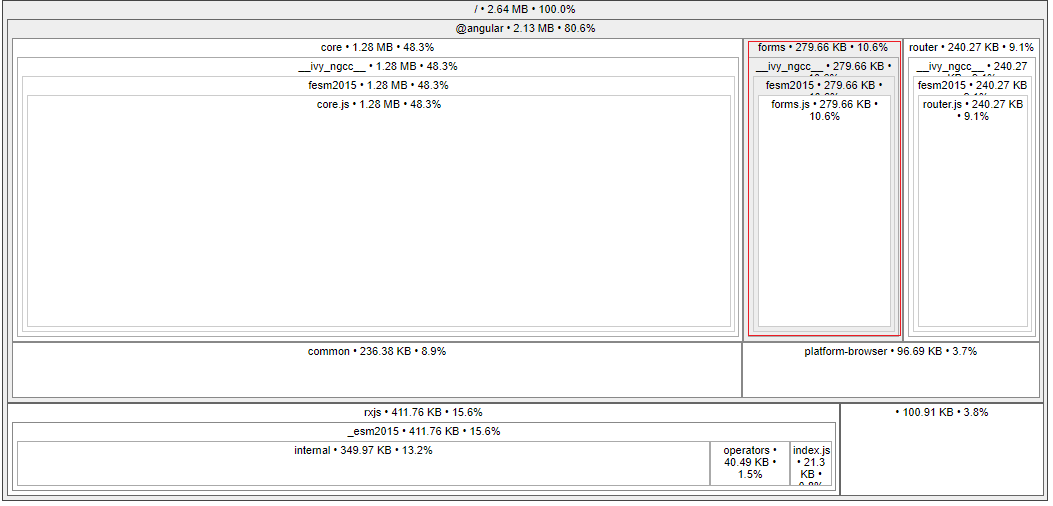 / • 2.64 MB • 100.0%
@angular • 2.13 MB • 80.6%
core • 1.28 MB • 48.3%
__ivy_ngcc__ • 1.28 MB • 48.3%
fesm2015 • 1.28 MB • 48.3%
core.js • 1.28 MB • 48.3%
forms • 279.66 KB • 10.6%
__ivy_ngcc__ • 279.66 KB •
fesm2015 • 279.66 KB •
forms.js • 279.66 KB •
10.6%
router • 240.27 KB • 9.1%
__ivy_ngcc__ • 240.27
fesm2015 • 240.27 KB
router.js • 240.27 KB
• 9.1%
common • 236.38 KB • 8.9%
platform-browser • 96.69 KB • 3.7%
rxjs • 411.76 KB • 15.6%
_esm2015 • 411.76 KB • 15.6%
internal • 349.97 KB • 13.2%
operators •
40.49 KB •
1.5%
index.js
• 21.3
KB •
• 100.91 KB • 3.8%